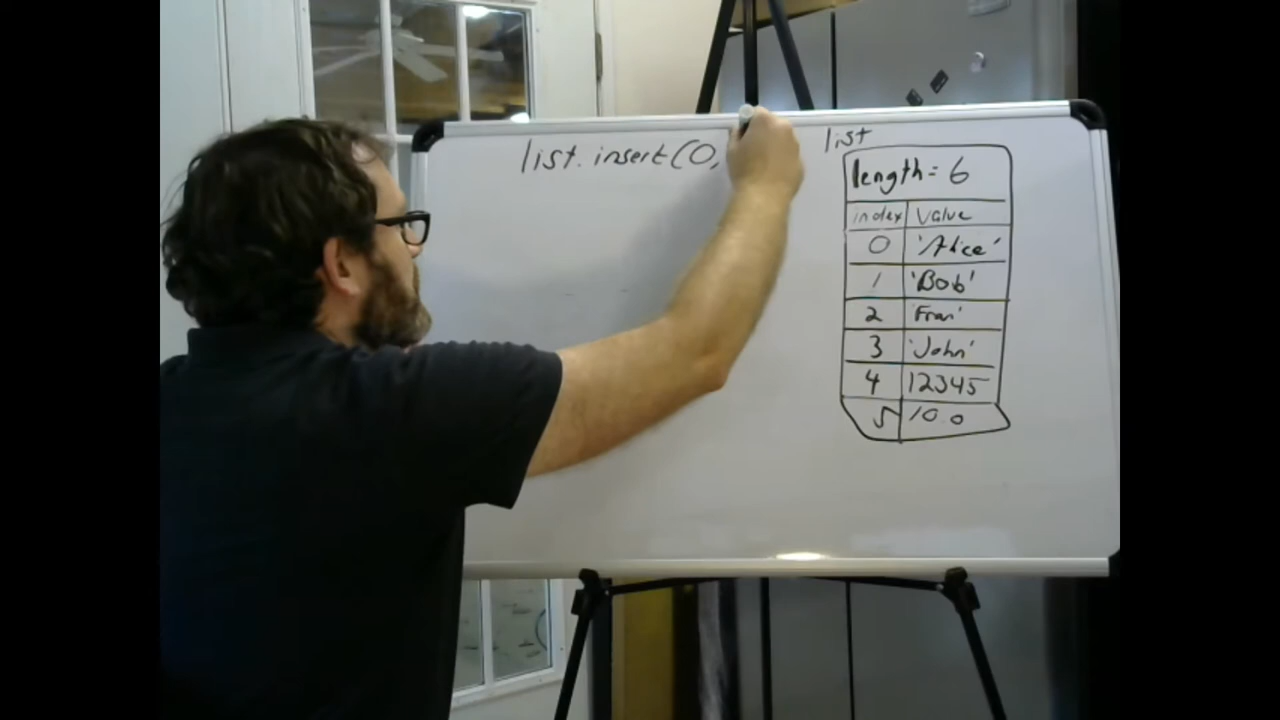 list.insert(0,
list
length = 6
index value
0 'Alice'
1 'Bob'
2 'Fran'
3 'John'
4 12345
5 10.0